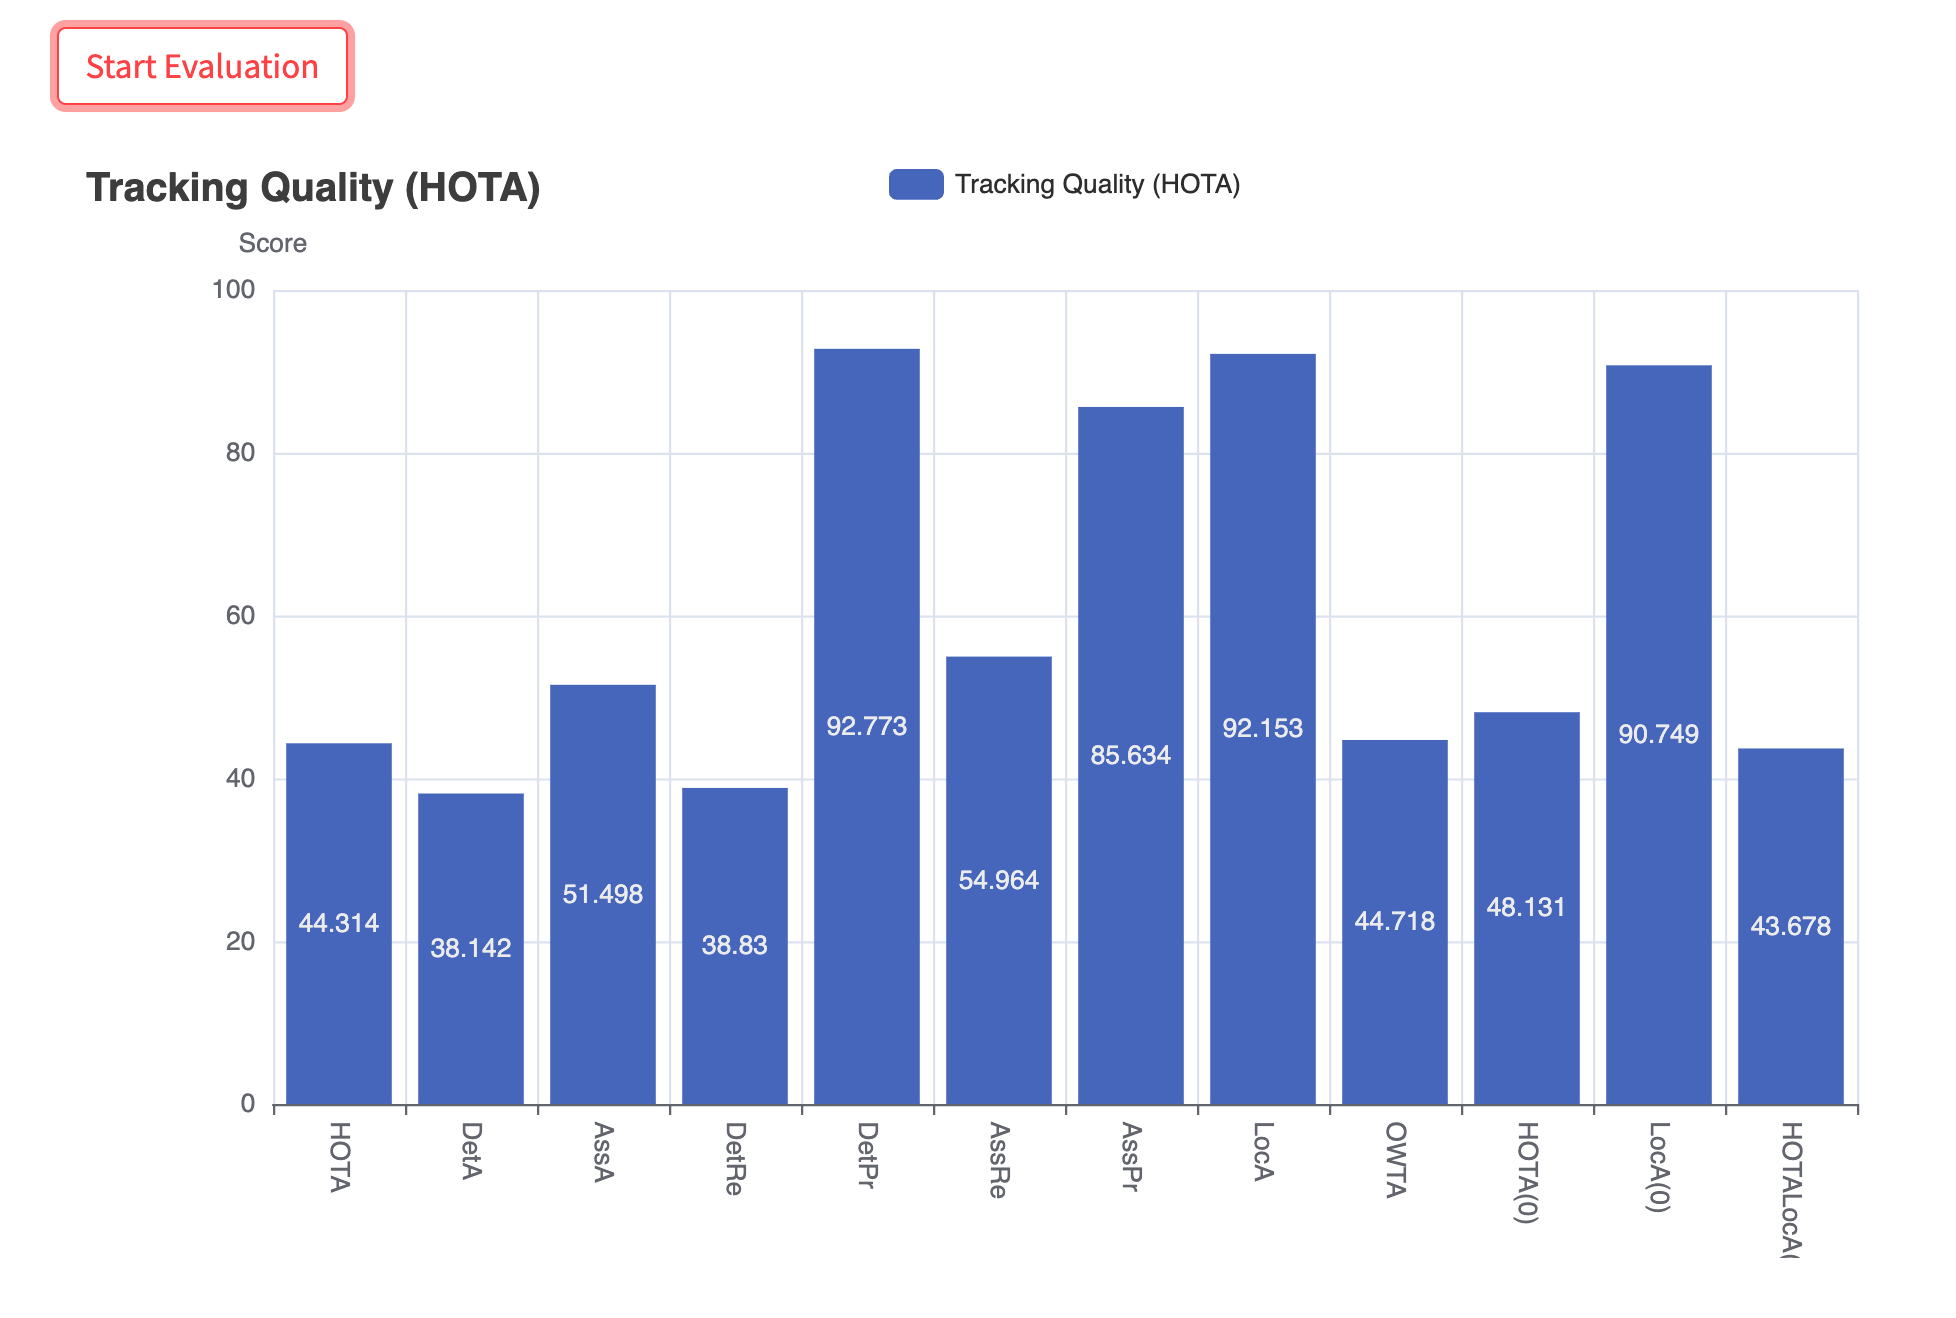 Start Evaluation
Tracking Quality (HOTA)
Tracking Quality (HOTA)
Score
100
80
60
40
20
0
44.314
38.142
51.498
38.83
92.773
54.964
85.634
92.153
44.718
48.131
90.749
43.678
HOTA
DetA
AssA
DetRe
DetPr
AssRe
AssPr
LocA
OWTA
HOTA(0)
LocA(0)
HOTALocA(